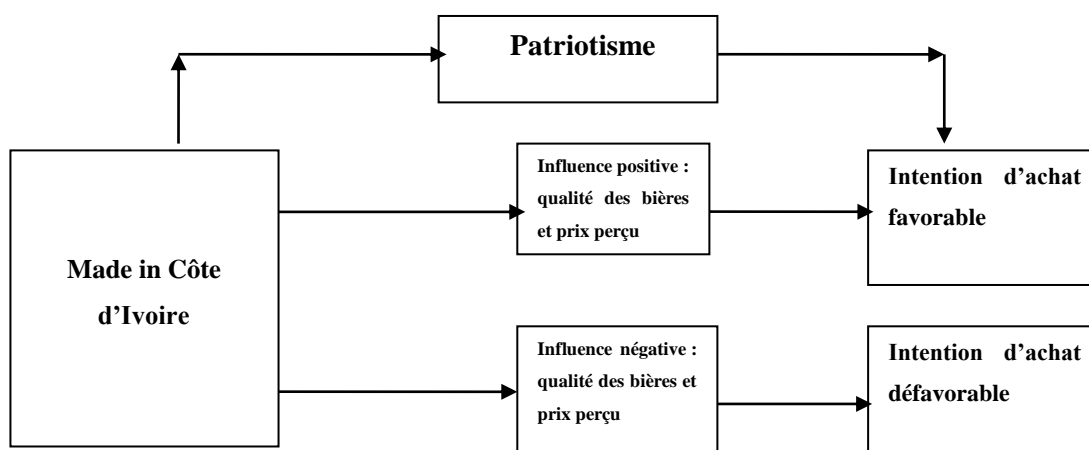 Patriotisme
Made in Côte
d’Ivoire
Influence positive :
qualité des bières
et prix perçu
Intention d’achat
favorable
Influence négative :
qualité des bières et
prix perçu
Intention d’achat
défavorable